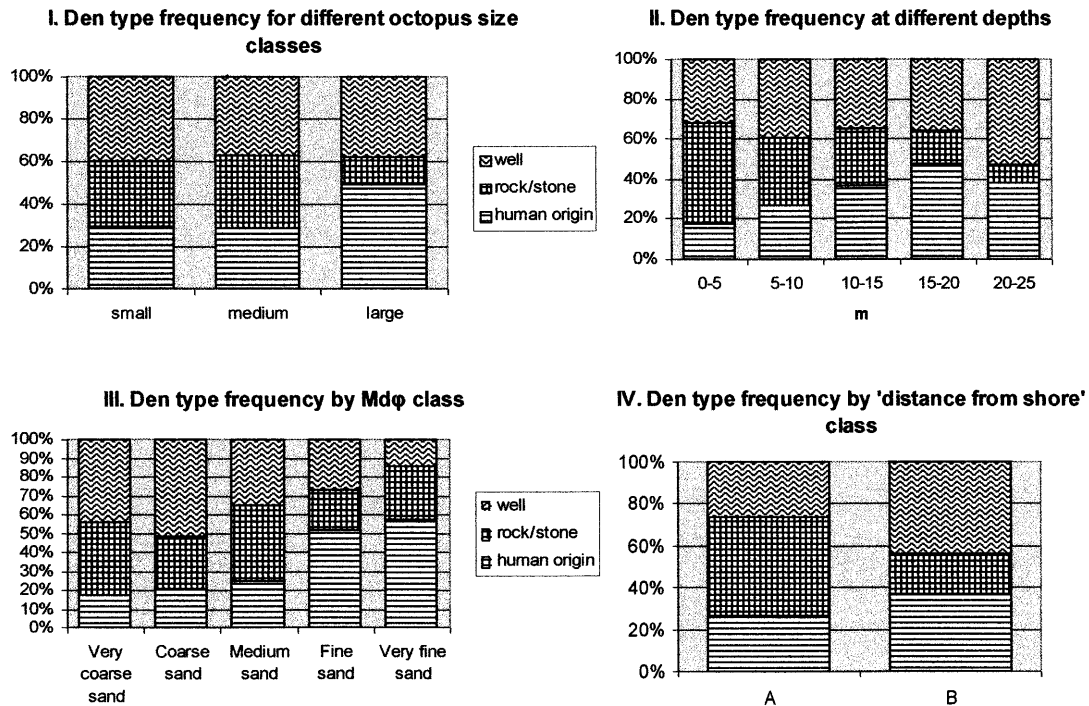 I. Den type frequency for different octopus size
classes
100%
80%
60%
40%
20%
0%
small medium large
well
rock/stone
human origin
II. Den type frequency at different depths
100%
80%
60%
40%
20%
0%
0-5 5-10 10-15 15-20 20-25
m
III. Den type frequency by Mdφ class
100%
90%
80%
70%
60%
50%
40%
30%
20%
10%
0%
Very Coarse Medium Fine Very fine
coarse sand sand sand sand
sand
well
rock/stone
human origin
IV. Den type frequency by 'distance from shore'
class
100%
80%
60%
40%
20%
0%
A B